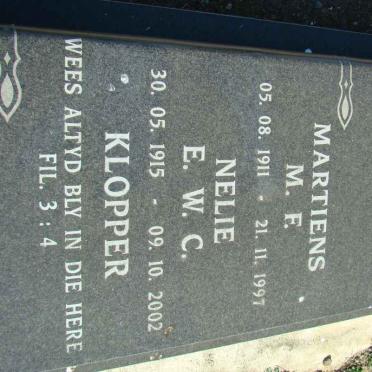 MARTIENS
M. F.
05. 08. 1911 - 21. 11. 1997
NELIE
E. W. C.
30. 05. 1915 - 09. 10. 2002
KLOPPER
WEES ALTYD BLY IN DIE HERE
FIL. 3 : 4